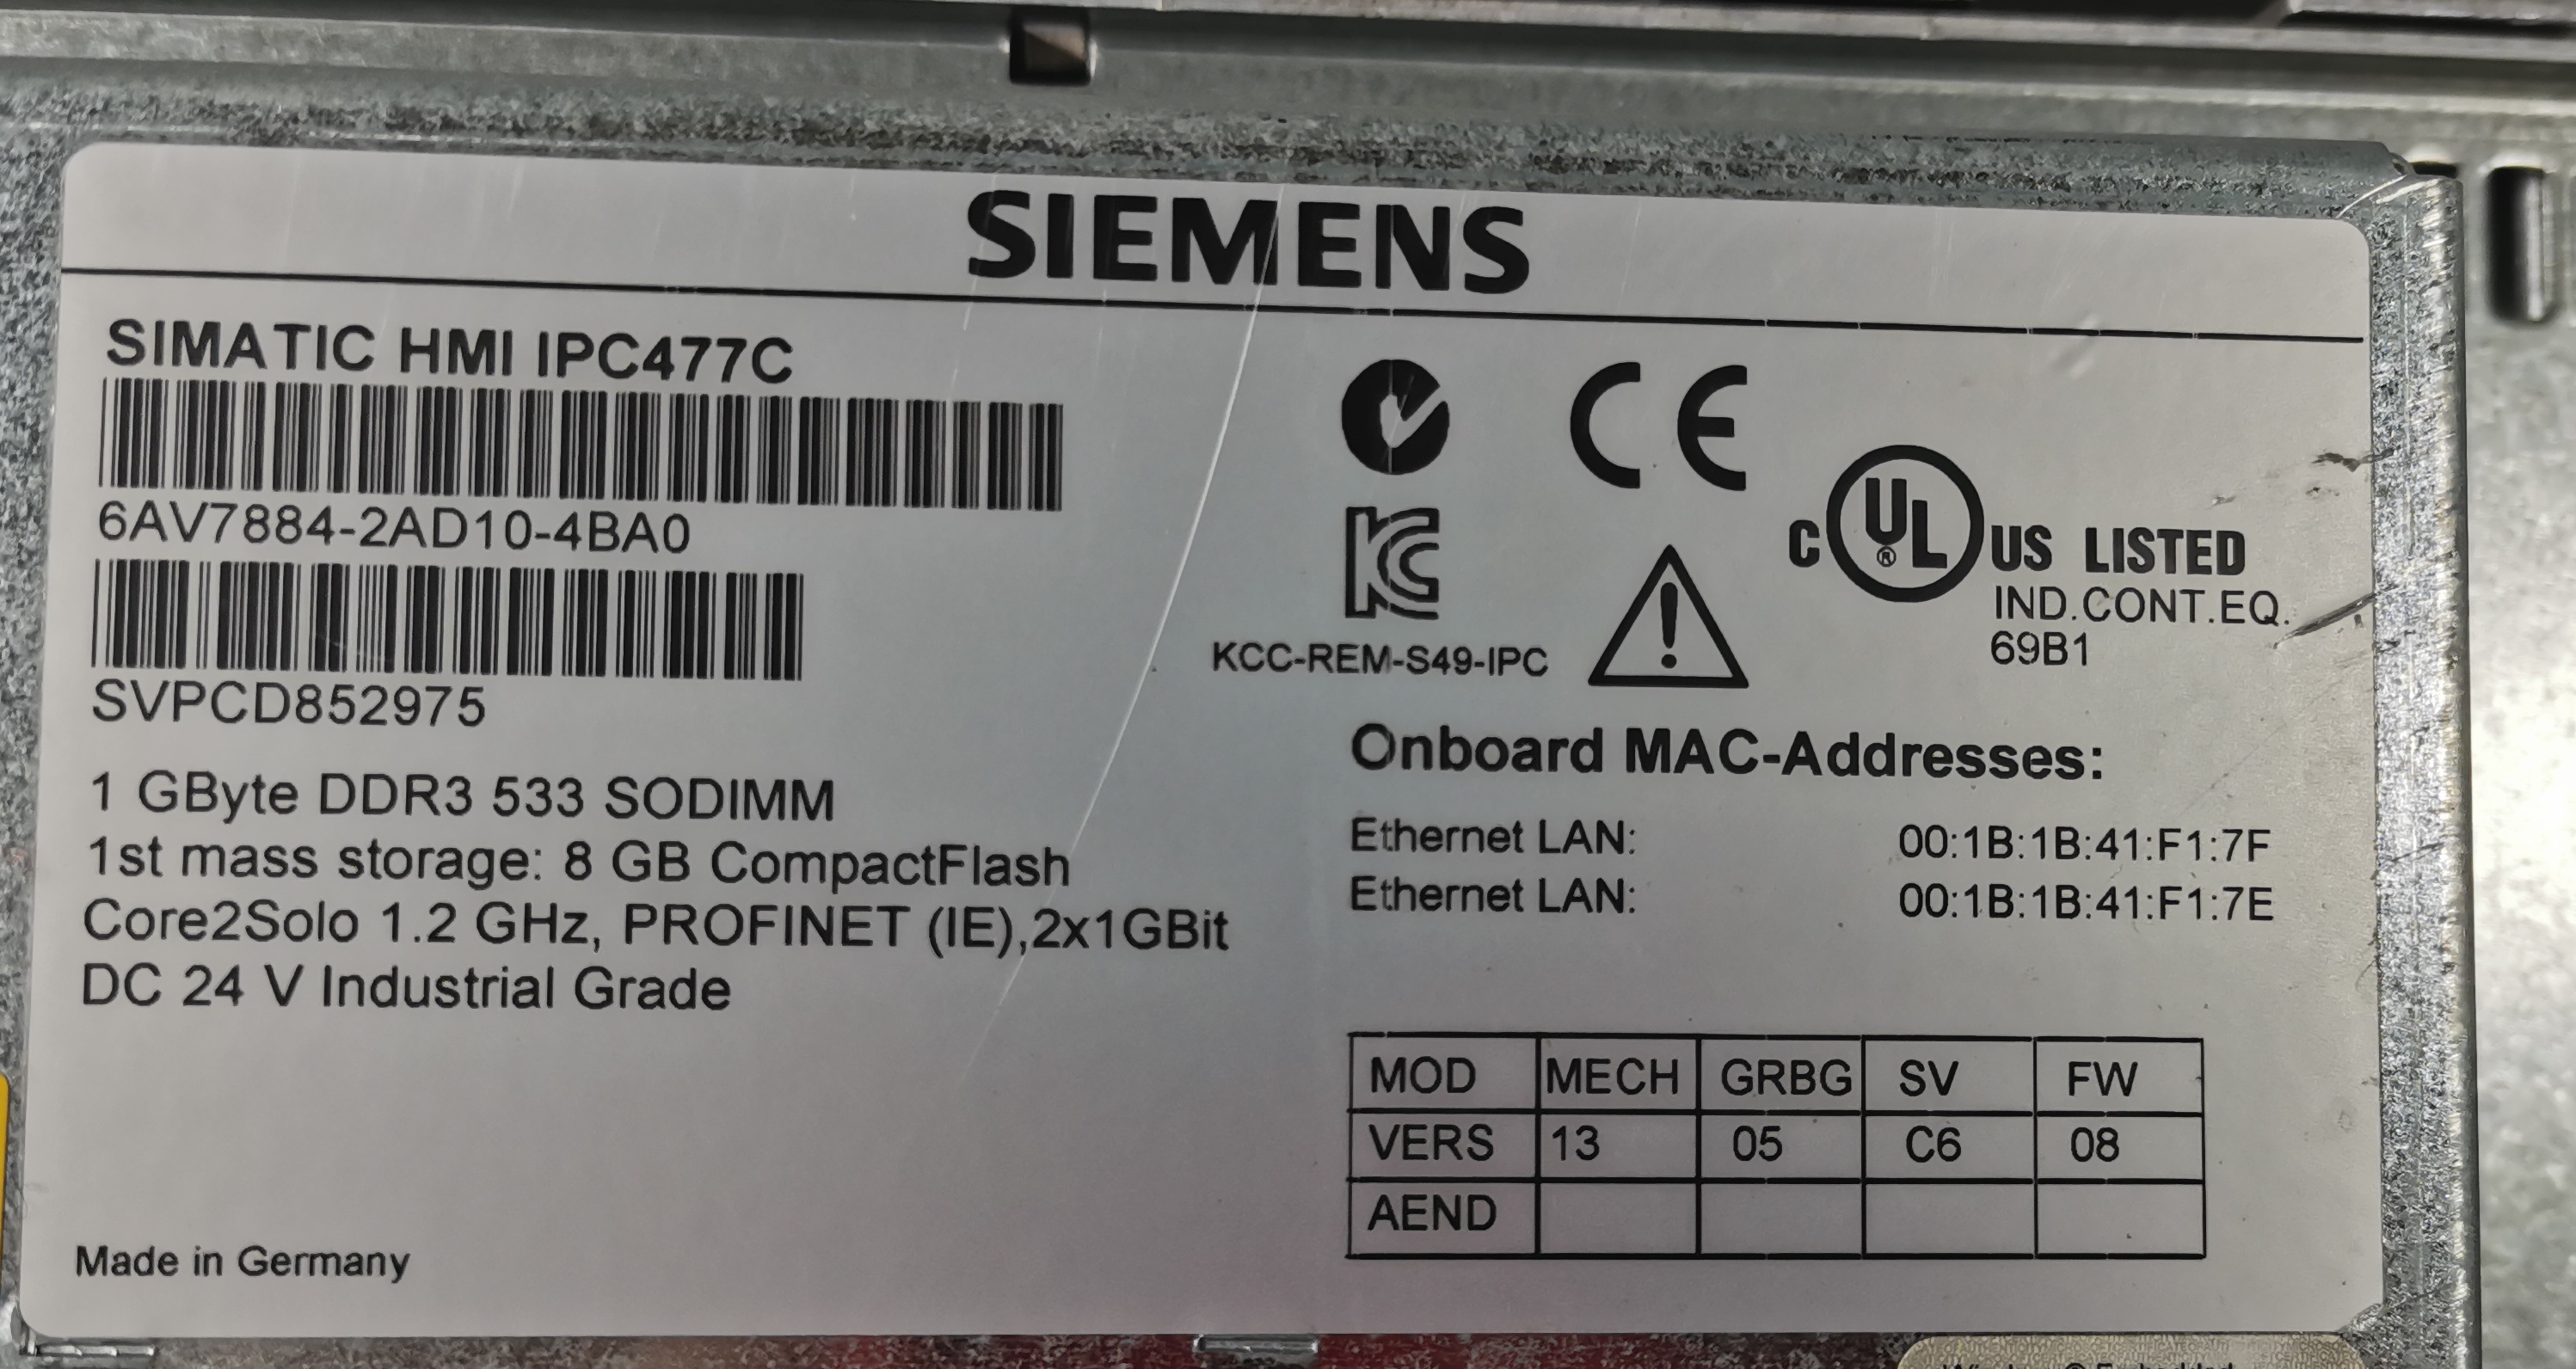 SIEMENS
SIMATIC HMI IPC477C
6AV7884-2AD10-4BA0
SVPCD852975
1 GByte DDR3 533 SODIMM
1st mass storage: 8 GB CompactFlash
Core2Solo 1.2 GHz, PROFINET (IE),2x1GBit
DC 24 V Industrial Grade
Made in Germany
CE
C UL® US LISTED
IND.CONT.EQ.
69B1
KC
KCC-REM-S49-IPC
Onboard MAC-Addresses:
Ethernet LAN: 00:1B:1B:41:F1:7F
Ethernet LAN: 00:1B:1B:41:F1:7E
MOD MECH GRBG SV FW
VERS 13 05 C6 08
AEND